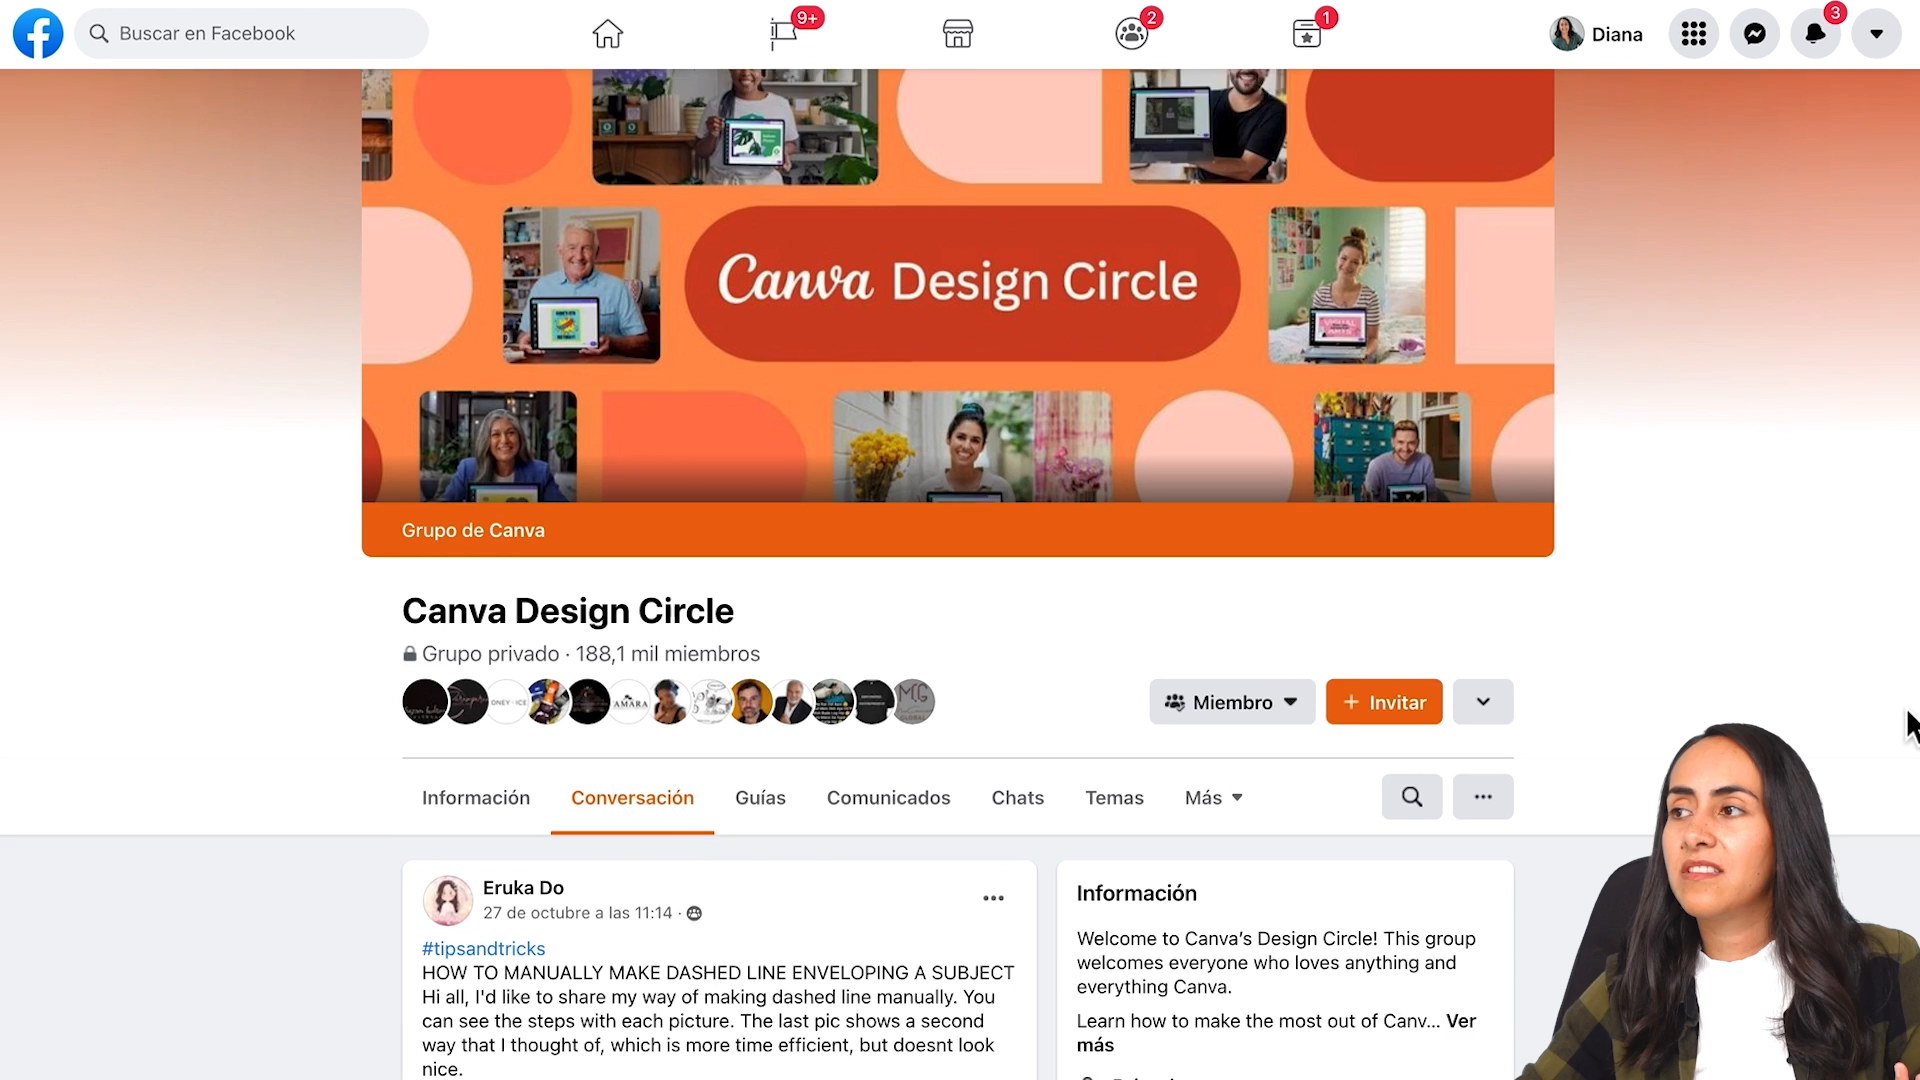 Buscar en Facebook
9+
2
1
Diana
3
Canva Design Circle
Grupo de Canva
Canva Design Circle
Grupo privado · 188,1 mil miembros
Miembro
+ Invitar
Información
Conversación
Guías
Comunicados
Chats
Temas
Más
Eruka Do
27 de octubre a las 11:14 ·
#tipsandtricks
HOW TO MANUALLY MAKE DASHED LINE ENVELOPING A SUBJECT
Hi all, I'd like to share my way of making dashed line manually. You
can see the steps with each picture. The last pic shows a second
way that I thought of, which is more time efficient, but doesnt look
nice.
Información
Welcome to Canva’s Design Circle! This group
welcomes everyone who loves anything and
everything Canva.
Learn how to make the most out of Canv... Ver
más